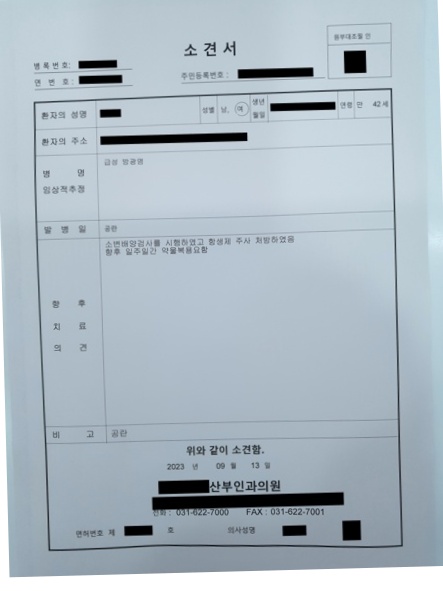 소견서
원부대조필 인
병록번호:
연 번호:
주민등록번호 :
환자의 성명 성별 남, 여 생년월일 연령 만 42세
환자의 주소
병 명 급성 방광염
임상적추정
발 병 일 공란
소변배양검사를 시행하였고 항생제 주사 처방하였음
향후 일주일간 약물복용요함
향 후
치 료
의 견
비 고 공란
위와 같이 소견함.
2023 년 09 월 13 일
산부인과의원
전화 : 031-622-7000 FAX : 031-622-7001
면허번호 제 호 의사성명